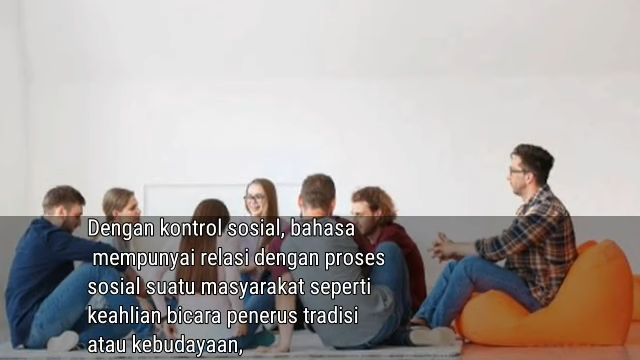 Dengan kontrol sosial, bahasa
mempunyai relasi dengan proses
sosial suatu masyarakat seperti
keahlian bicara penerus tradisi
atau kebudayaan,